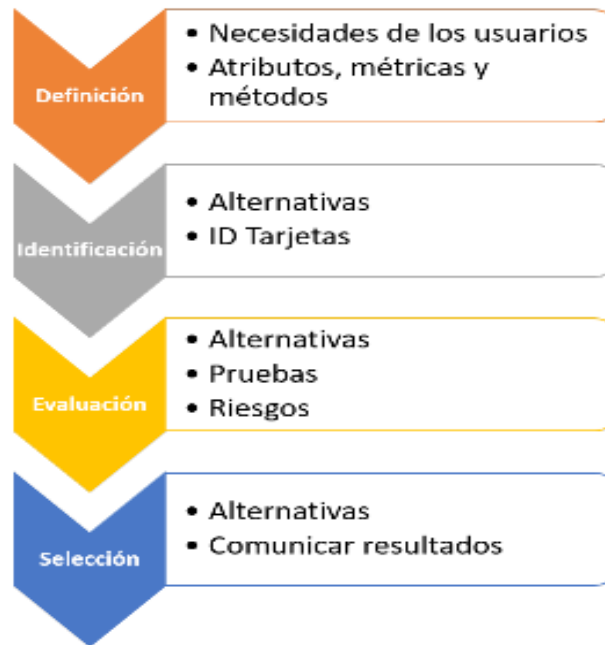 Definición
• Necesidades de los usuarios
• Atributos, métricas y
métodos
Identificación
• Alternativas
• ID Tarjetas
Evaluación
• Alternativas
• Pruebas
• Riesgos
Selección
• Alternativas
• Comunicar resultados